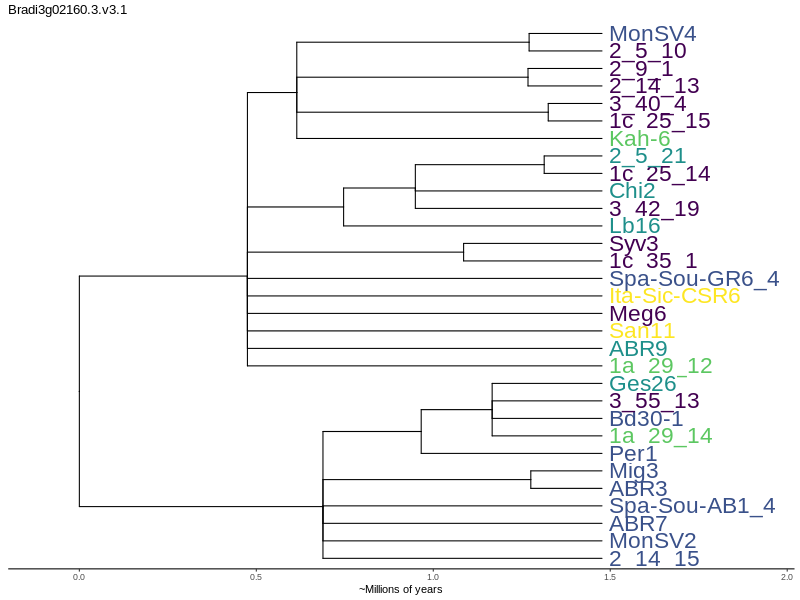 Bradi3g02160.3.v3.1
MonSV4
2_5_10
2_9_1
2_14_13
3_40_4
1c_25_15
Kah-6
2_5_21
1c_25_14
Chi2
3_42_19
Lb16
Syv3
1c_35_1
Spa-Sou-GR6_4
Ita-Sic-CSR6
Meg6
San11
ABR9
1a_29_12
Ges26
3_55_13
Bd30-1
1a_29_14
Per1
Mig3
ABR3
Spa-Sou-AB1_4
ABR7
MonSV2
2_14_15
0.0 0.5 1.0 1.5 2.0
~Millions of years